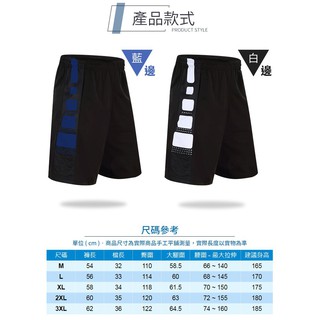 產品款式
PRODUCT STYLE
藍邊
白邊
尺碼參考
單位(cm)．商品尺寸為實際商品手工平鋪測量，實際長度以實物為準
尺碼 褲長 檔長 臀圍 大腿圍 腰圍-最大拉伸 建議身高
M 54 32 110 58.5 66~140 165
L 56 33 114 60 68~145 170
XL 58 34 118 61.5 70~150 175
2XL 60 35 120 63 72~155 180
3XL 62 36 122 64.5 74~160 185